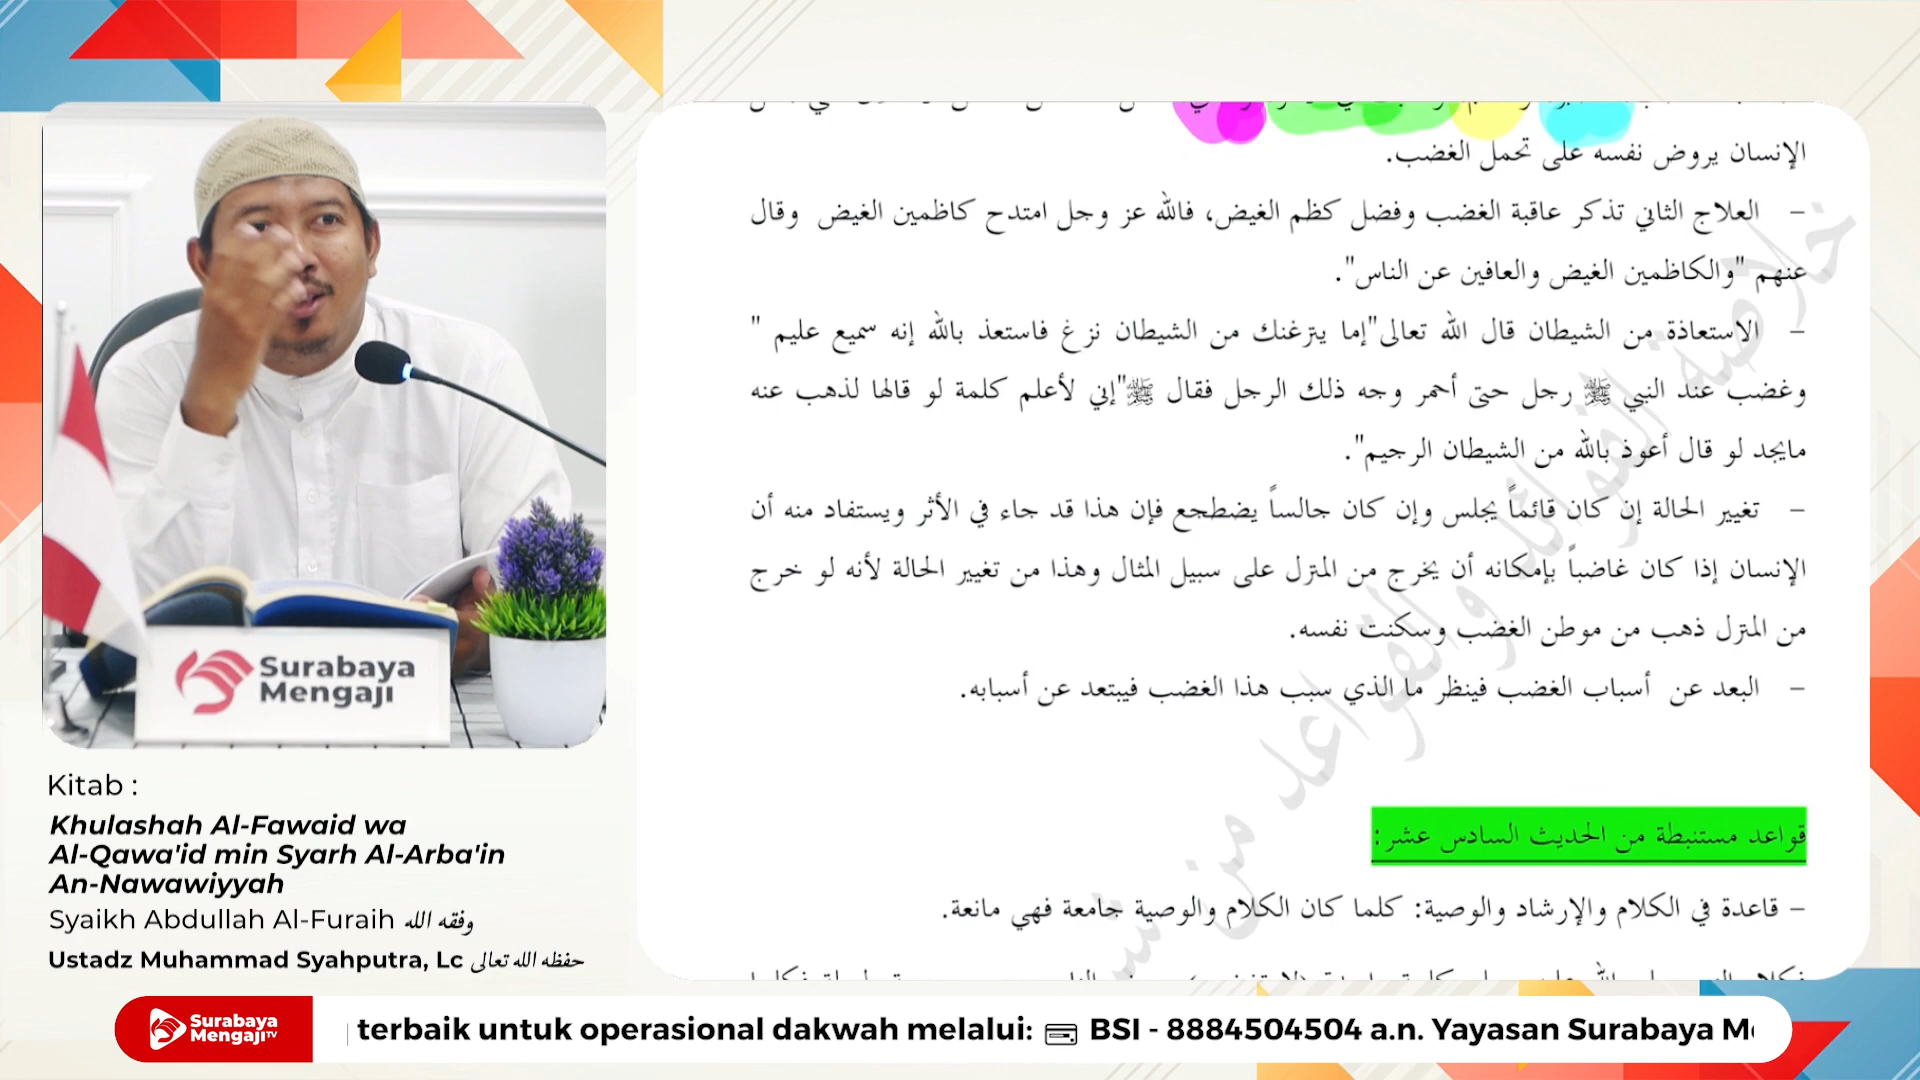 الإنسان يروض نفسه على تحمل الغضب.
– العلاج الثاني تذكر عاقبة الغضب وفضل كظم الغيض، فالله عز وجل امتدح كاظمين الغيض وقال
عنهم "والكاظمين الغيض والعافين عن الناس".
– الاستعاذة من الشيطان قال الله تعالى"إما ينزغنك من الشيطان نزغ فاستعذ بالله إنه سميع عليم "
وغضب عند النبي ﷺ رجل حتى أحمر وجه ذلك الرجل فقال ﷺ"إني لأعلم كلمة لو قالها لذهب عنه
مايجد لو قال أعوذ بالله من الشيطان الرجيم".
– تغيير الحالة إن كان قائماً يجلس وإن كان جالساً يضطجع فإن هذا قد جاء في الأثر ويستفاد منه أن
الإنسان إذا كان غاضباً بإمكانه أن يخرج من المنزل على سبيل المثال وهذا من تغيير الحالة لأنه لو خرج
من المنزل ذهب من موطن الغضب وسكنت نفسه.
– البعد عن أسباب الغضب فينظر ما الذي سبب هذا الغضب فيبتعد عن أسبابه.
قواعد مستنبطة من الحديث السادس عشر:
– قاعدة في الكلام والإرشاد والوصية: كلما كان الكلام والوصية جامعة فهي مانعة.
خلاصة الفوائد والقواعد من
Surabaya
Mengaji
Kitab :
Khulashah Al-Fawaid wa
Al-Qawa'id min Syarh Al-Arba'in
An-Nawawiyyah
Syaikh Abdullah Al-Furaih وفقه الله
Ustadz Muhammad Syahputra, Lc حفظه الله تعالى
Surabaya
MengajiTV
terbaik untuk operasional dakwah melalui: BSI - 8884504504 a.n. Yayasan Surabaya